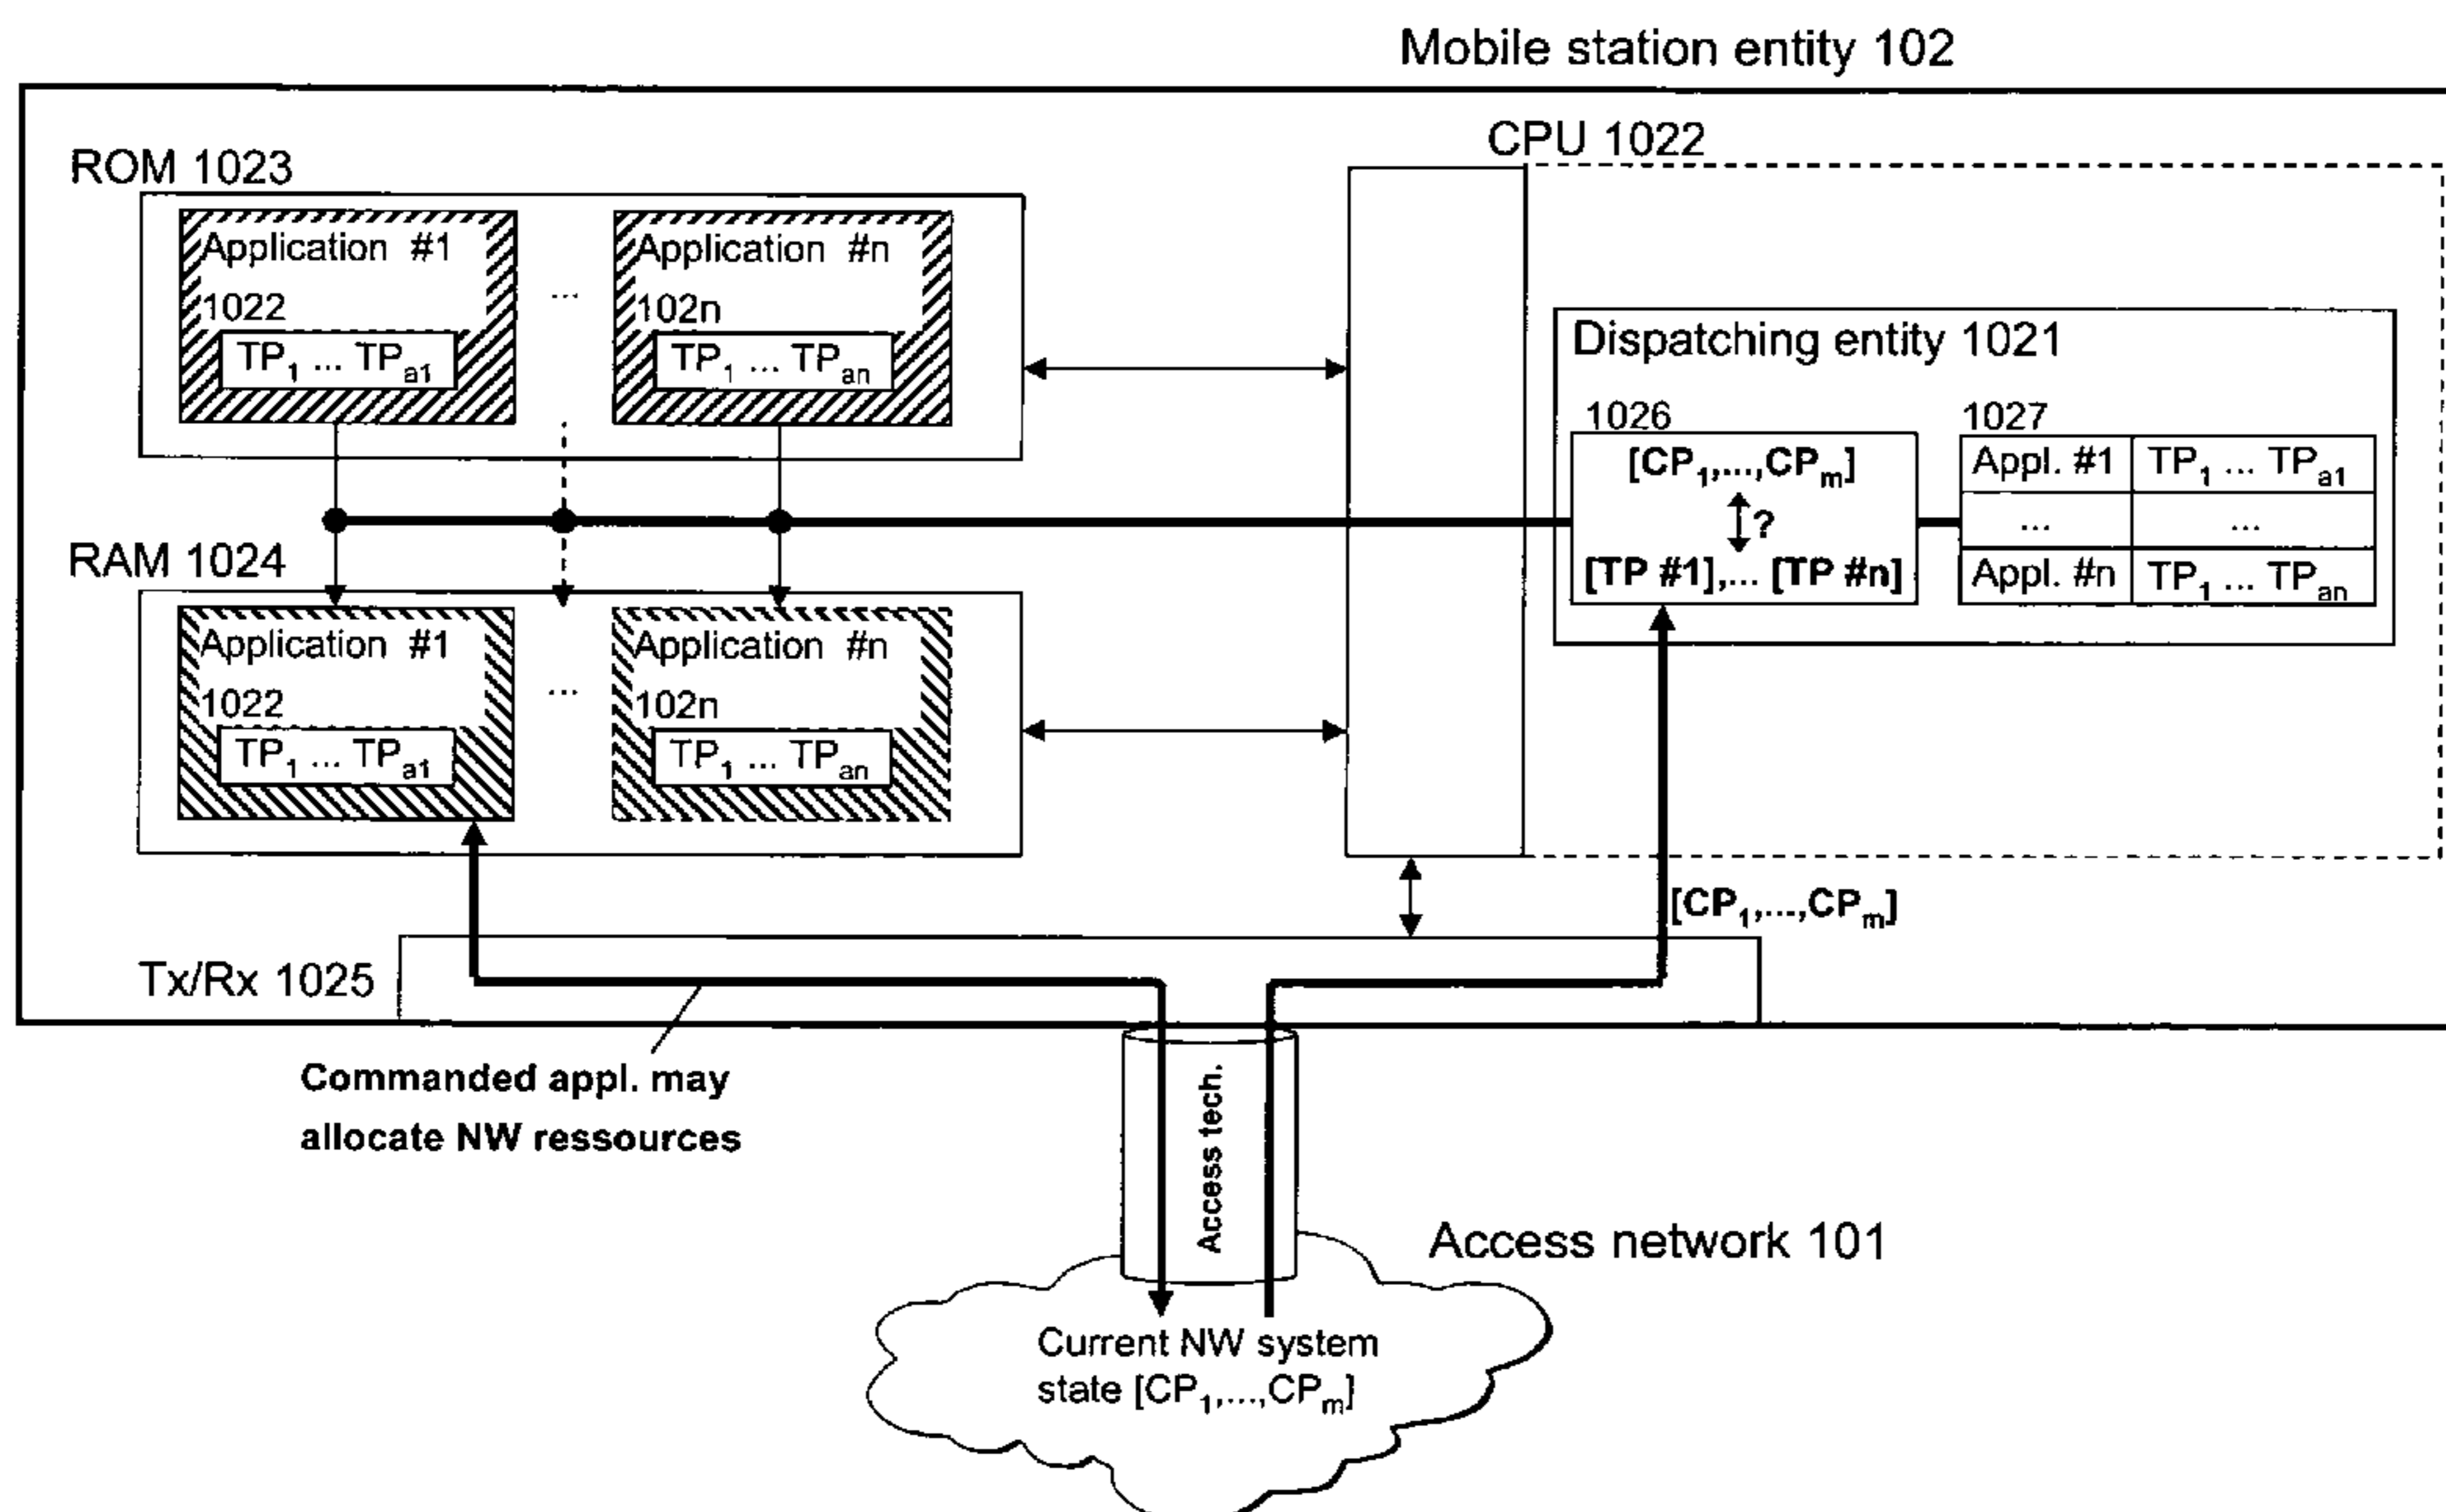 Mobile station entity 102
CPU 1022
ROM 1023
Application #1
1022
TP1 ... TPa1
...
Application #n
102n
TP1 ... TPan
Dispatching entity 1021
1026
[CP1,...,CPm]
?
[TP #1],... [TP #n]
1027
Appl. #1 TP1 ... TPa1
... ...
Appl. #n TP1 ... TPan
RAM 1024
Application #1
1022
TP1 ... TPa1
...
Application #n
102n
TP1 ... TPan
[CP1,...,CPm]
Tx/Rx 1025
Commanded appl. may
allocate NW ressources
Access tech.
Access network 101
Current NW system
state [CP1,...,CPm]